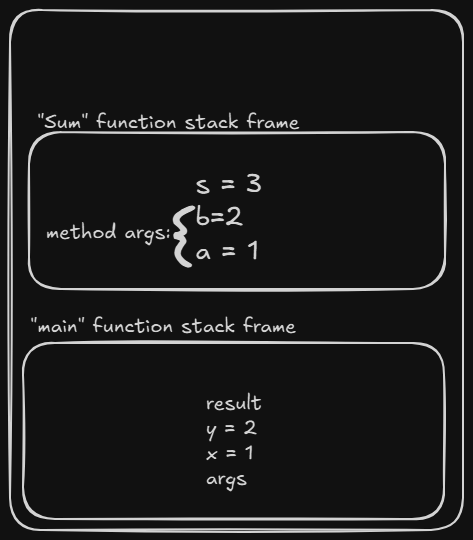 "Sum" function stack frame
s = 3
b=2
method args:
a = 1
"main" function stack frame
result
y = 2
x = 1
args